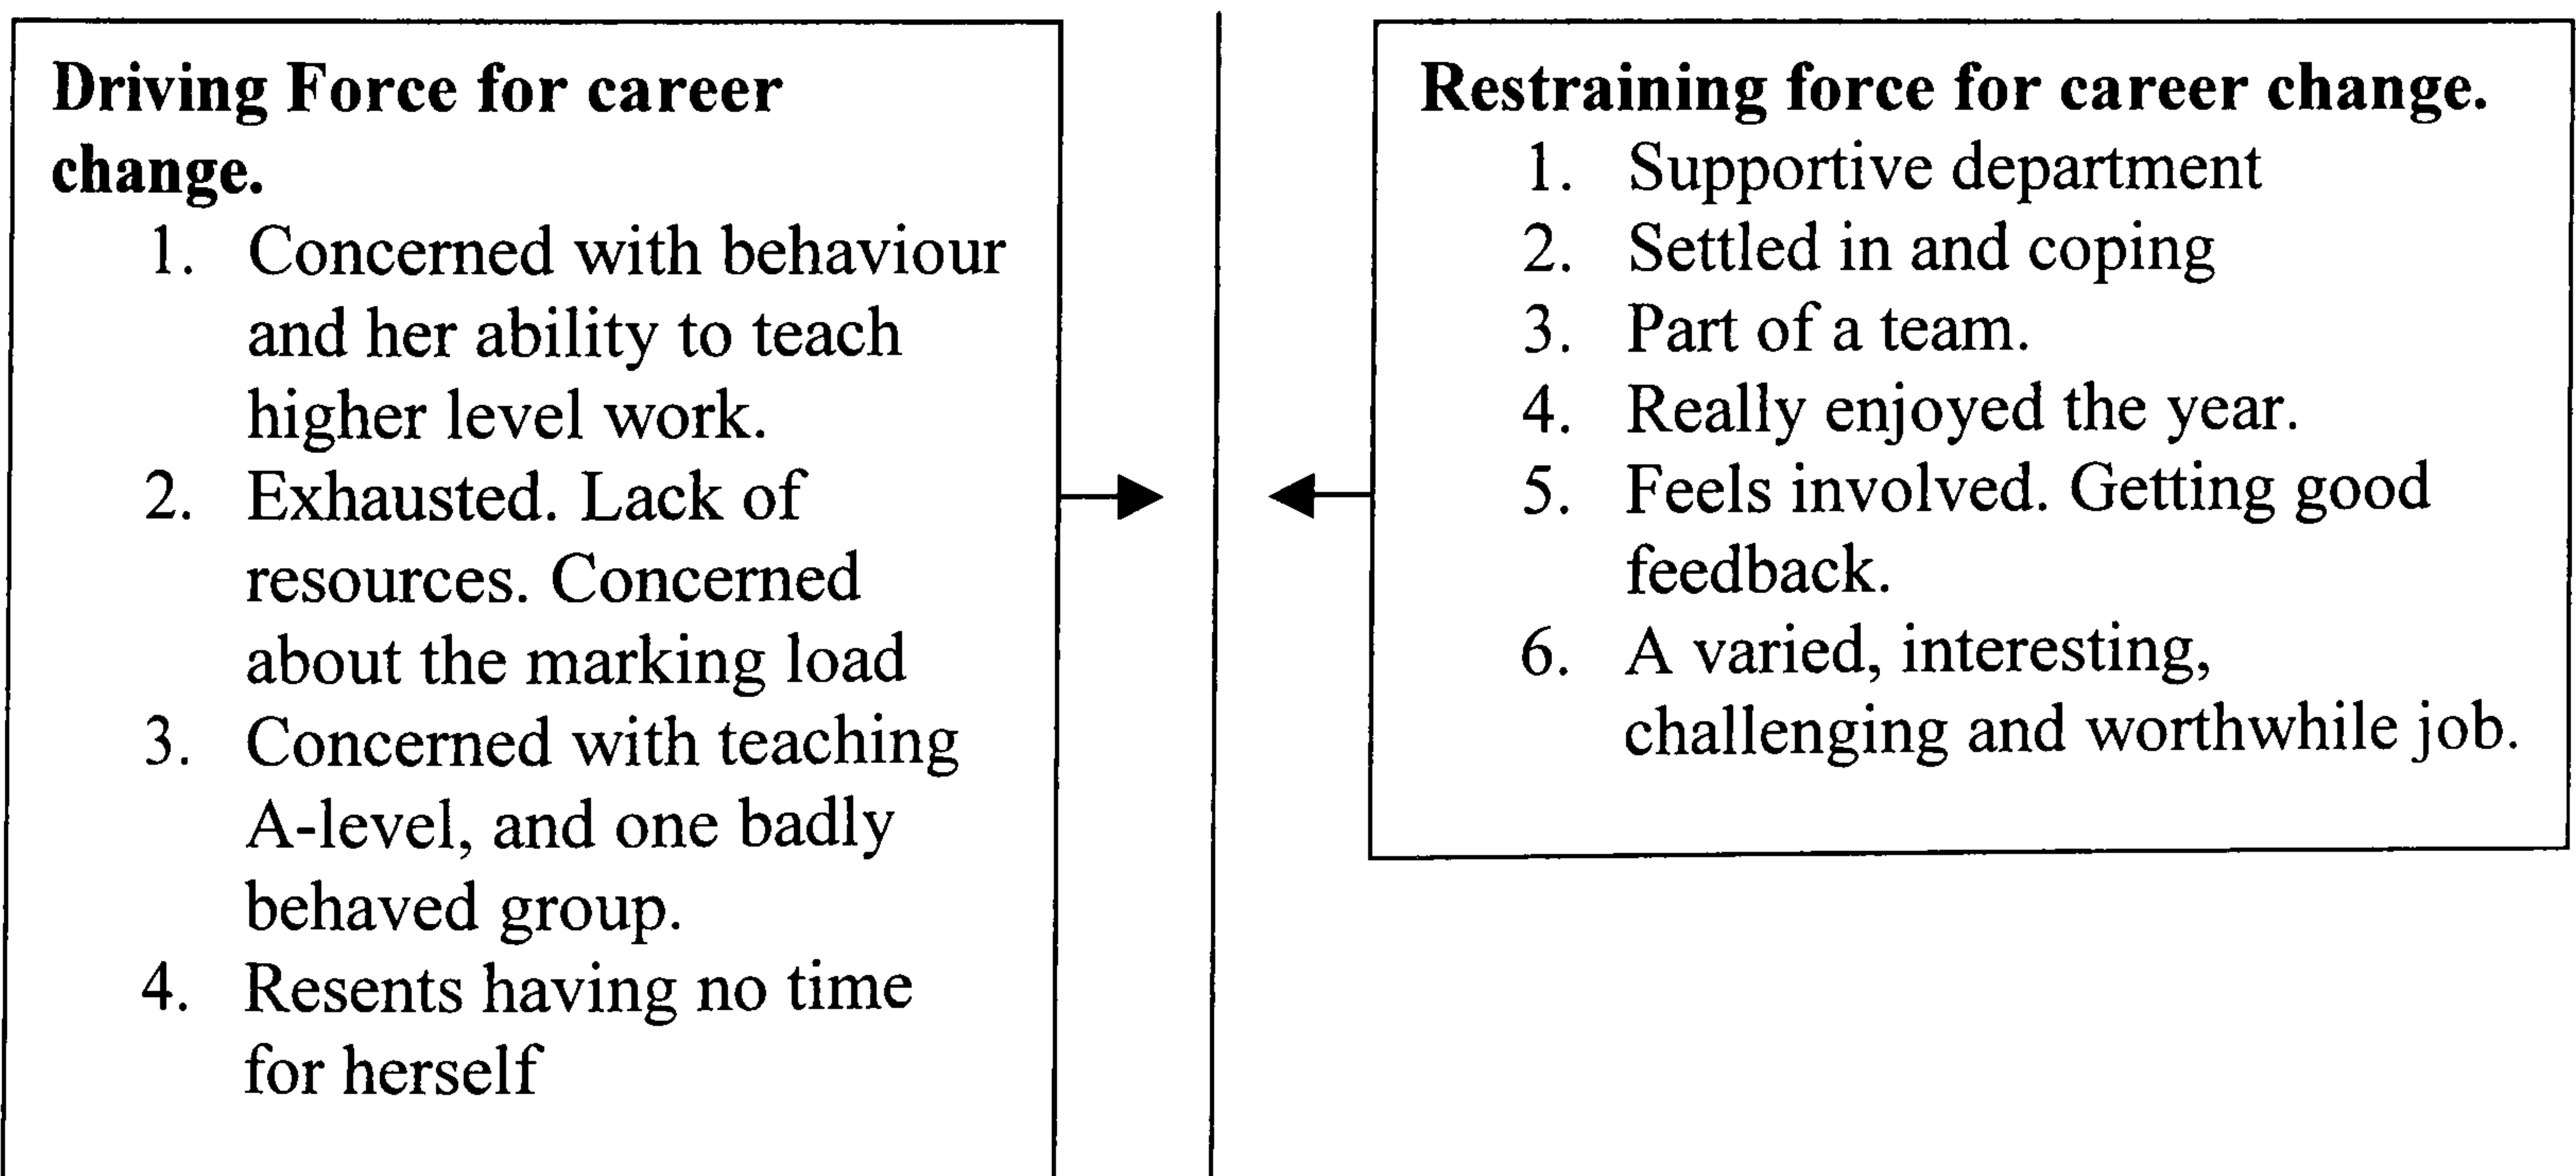 Driving Force for career
change.
1. Concerned with behaviour
and her ability to teach
higher level work.
2. Exhausted. Lack of
resources. Concerned
about the marking load
3. Concerned with teaching
A-level, and one badly
behaved group.
4. Resents having no time
for herself
Restraining force for career change.
1. Supportive department
2. Settled in and coping
3. Part of a team.
4. Really enjoyed the year.
5. Feels involved. Getting good
feedback.
6. A varied, interesting,
challenging and worthwhile job.